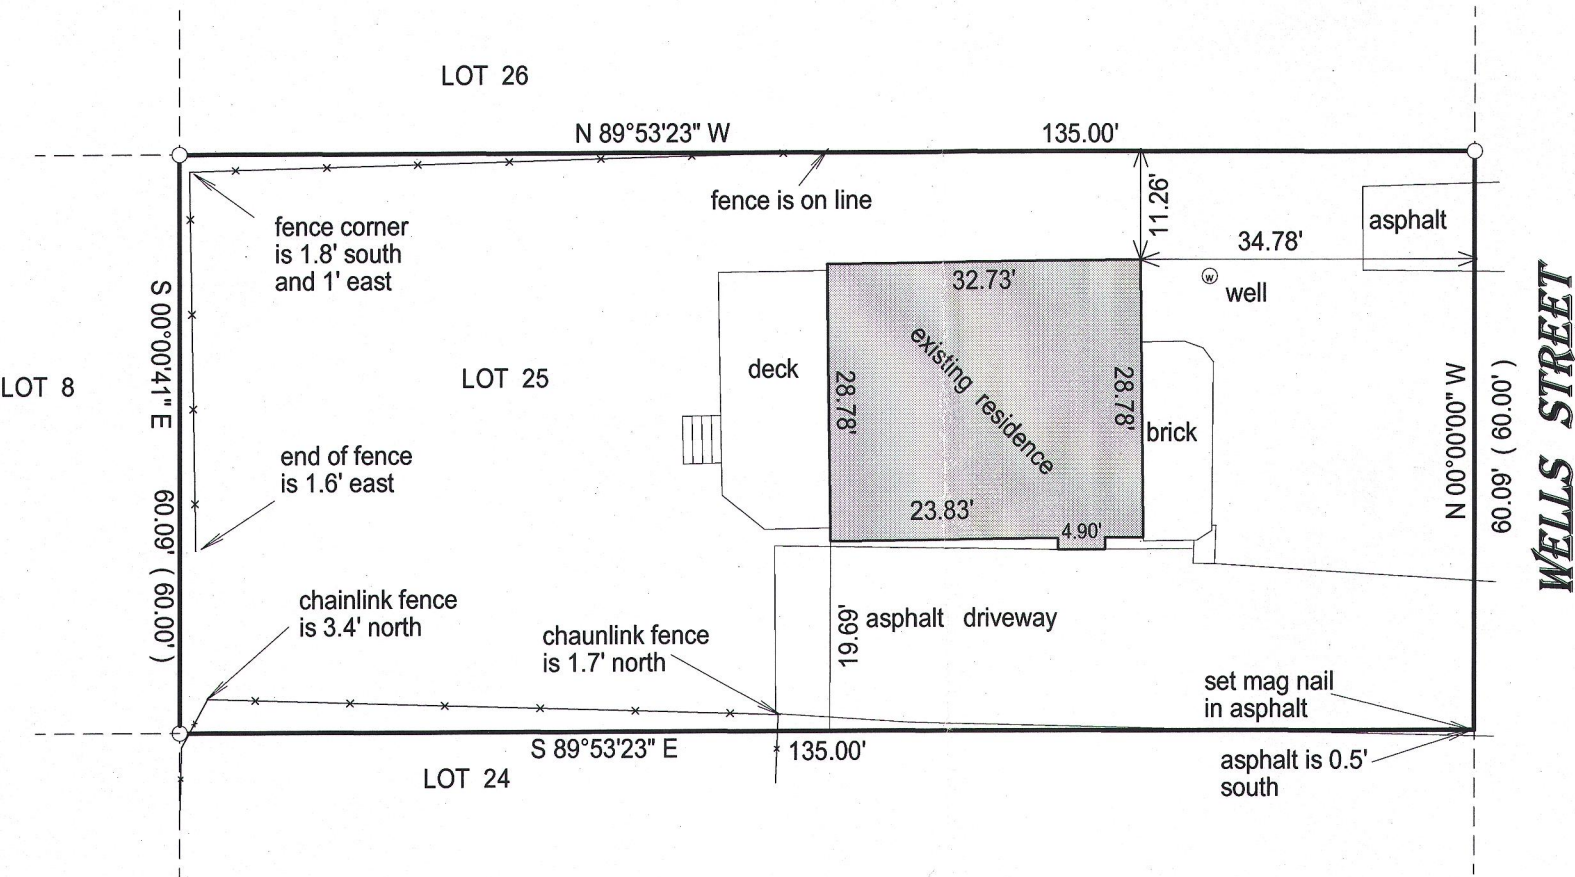 LOT 26
N 89°53'23" W
135.00'
fence is on line
11.26'
asphalt
fence corner
is 1.8' south
and 1' east
34.78'
32.73'
w
well
S 00°00'41" E 60.09' ( 60.00' )
LOT 8
LOT 25
deck
28.78'
existing residence
28.78'
brick
N 00°00'00" W
60.09' ( 60.00' )
WELLS STREET
end of fence
is 1.6' east
23.83'
4.90'
chainlink fence
is 3.4' north
chaunlink fence
is 1.7' north
19.69'
asphalt driveway
set mag nail
in asphalt
S 89°53'23" E
135.00'
asphalt is 0.5'
south
LOT 24